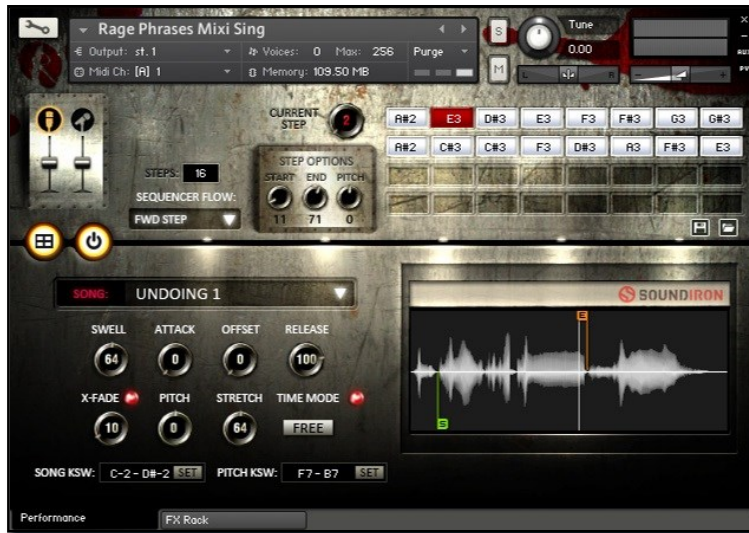 Rage Phrases Mixi Sing
Output: st.1 Voices: 0 Max: 256 Purge
Midi Ch: [A] 1 Memory: 109.50 MB
S
M
Tune
0.00
L R
- +
CURRENT STEP 2
STEPS: 16
SEQUENCER FLOW:
FWD STEP
STEP OPTIONS
START END PITCH
11 71 0
A#2 E3 D#3 E3 F3 F#3 G3 G#3
A#2 C#3 C#3 F3 D#3 A3 F#3 E3
SONG: UNDOING 1
SOUNDIRON
SWELL ATTACK OFFSET RELEASE
64 0 0 100
X-FADE PITCH STRETCH TIME MODE
10 0 64 FREE
E
S
SONG KSW: C-2 - D#-2 SET PITCH KSW: F7 - B7 SET
Performance FX Rack